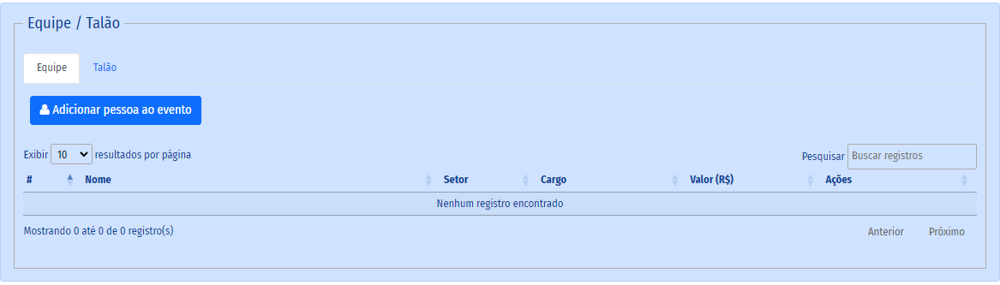 Equipe / Talão
Equipe Talão
Adicionar pessoa ao evento
Exibir 10 resultados por página Pesquisar Buscar registros
# Nome Setor Cargo Valor (R$) Ações
Nenhum registro encontrado
Mostrando 0 até 0 de 0 registro(s) Anterior Próximo